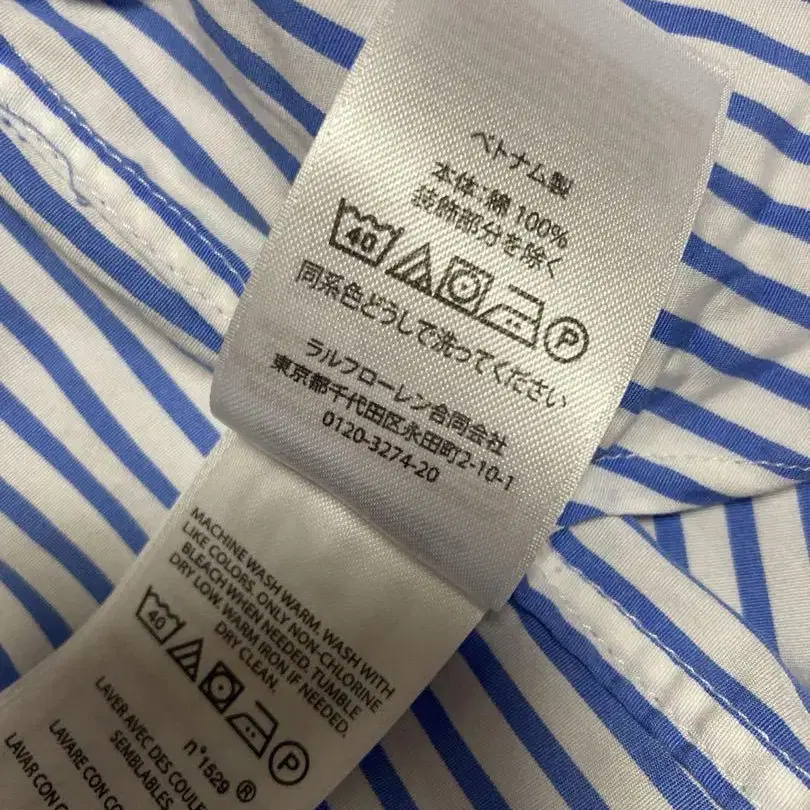 ベトナム製
本体:綿 100%
装飾部分を除く
40 P
同系色どうしで洗ってください
ラルフローレン合同会社
東京都千代田区永田町2-10-1
0120-3274-20
MACHINE WASH WARM. WASH WITH
LIKE COLORS. ONLY NON-CHLORINE
BLEACH WHEN NEEDED. TUMBLE
DRY LOW. WARM IRON IF NEEDED.
DRY CLEAN.
40 P
n°1529 ®
LAVER AVEC DES COULEU
SEMBLABLES.
LAVARE CON CO
LAVAR CON C